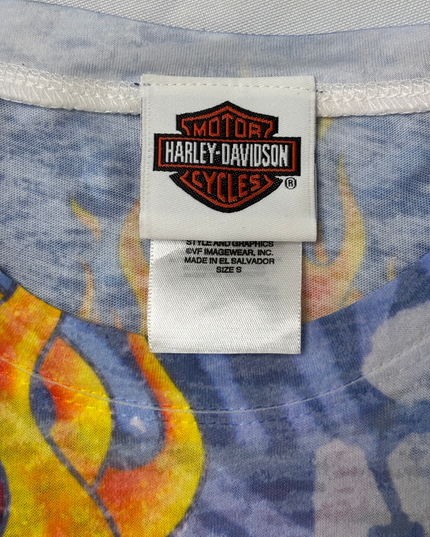 MOTOR
HARLEY-DAVIDSON
CYCLES®
STYLE AND GRAPHICS
©VF IMAGEWEAR, INC.
MADE IN EL SALVADOR
SIZE S